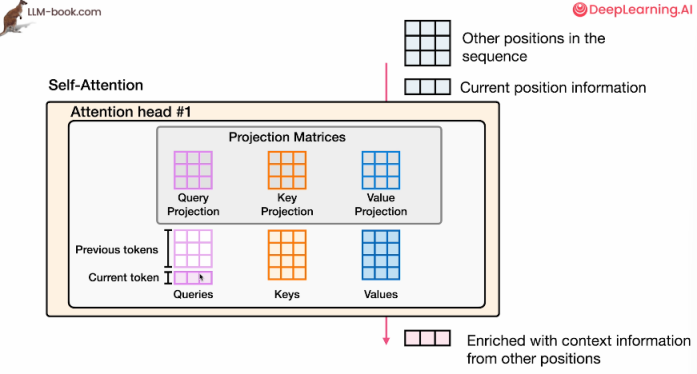 LLM-book.com
DeepLearning.AI
Other positions in the
sequence
Current position information
Self-Attention
Attention head #1
Projection Matrices
Query
Projection
Key
Projection
Value
Projection
Previous tokens
Current token
Queries
Keys
Values
Enriched with context information
from other positions